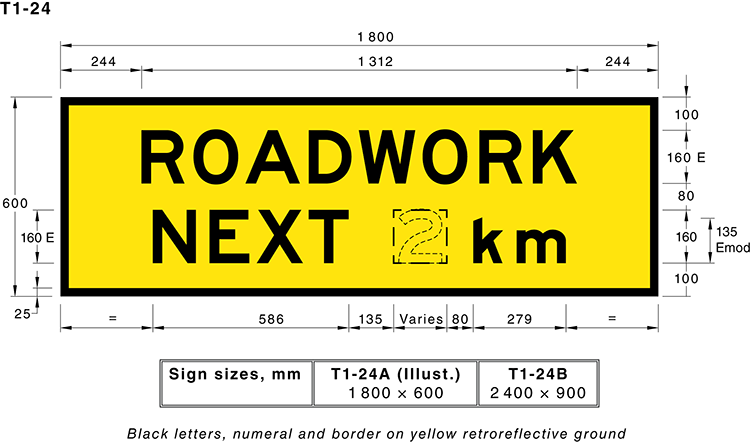 T1-24
1 800
244 1 312 244
100
ROADWORK
160 E
80
600
NEXT 2 km
160 E
160
135
Emod
100
25
= 586 135 Varies 80 279 =
Sign sizes, mm T1-24A (Illust.) T1-24B
1 800 × 600 2 400 × 900
Black letters, numeral and border on yellow retroreflective ground